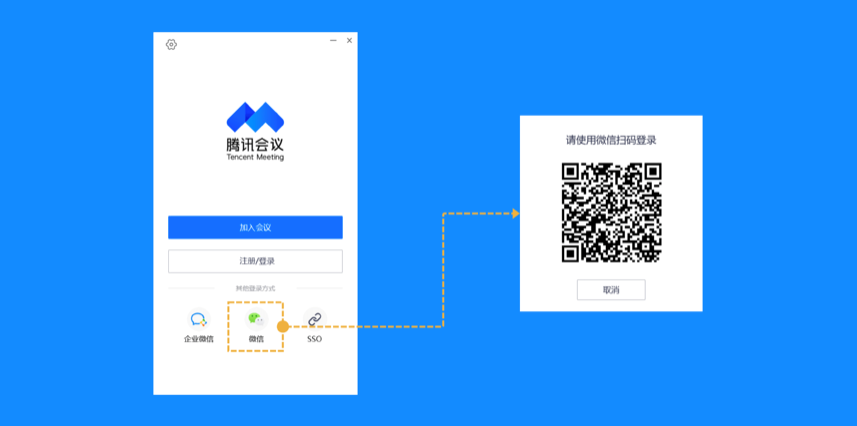 腾讯会议
Tencent Meeting
加入会议
注册/登录
其他登录方式
企业微信
微信
SSO
请使用微信扫码登录
取消